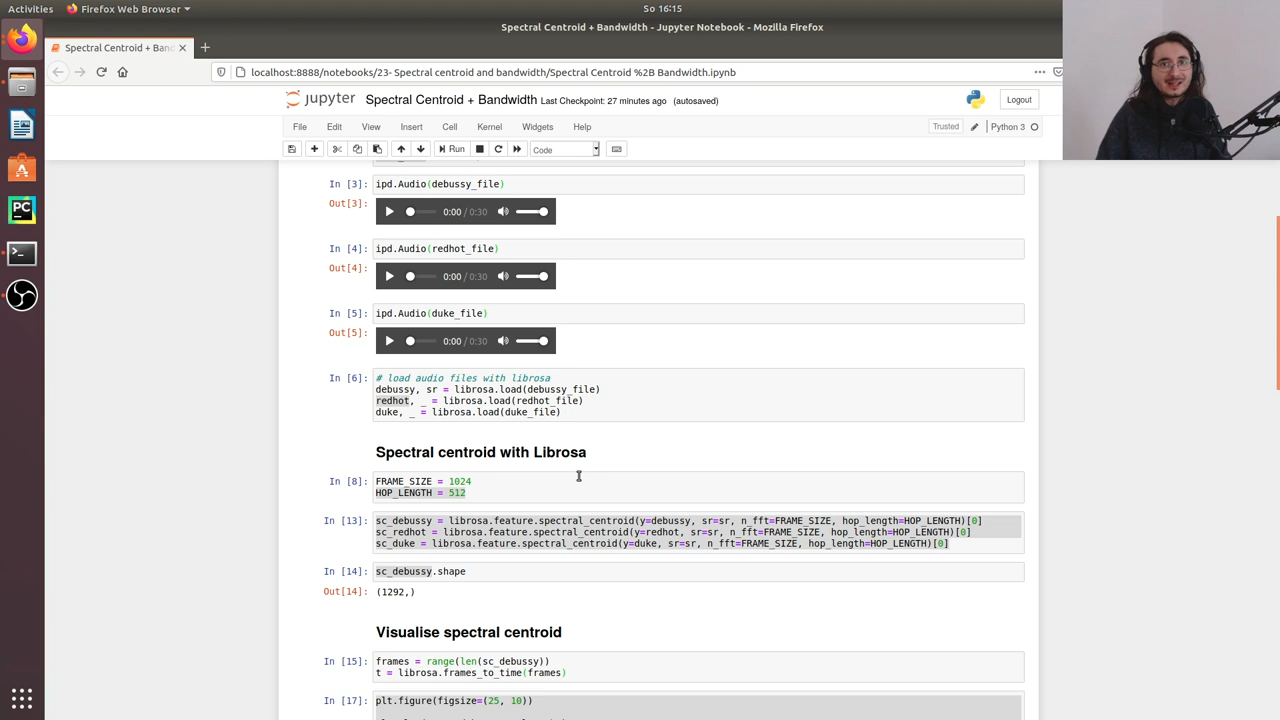 Activities
Firefox Web Browser
So 16:15
Spectral Centroid + Bandwidth - Jupyter Notebook - Mozilla Firefox
Spectral Centroid + Band
localhost:8888/notebooks/23- Spectral centroid and bandwidth/Spectral Centroid %2B Bandwidth.ipynb
jupyter Spectral Centroid + Bandwidth Last Checkpoint: 27 minutes ago (autosaved)
Logout
File Edit View Insert Cell Kernel Widgets Help
Trusted
Python 3
Run
Code
In [3]: ipd.Audio(debussy_file)
Out[3]:
0:00 / 0:30
In [4]: ipd.Audio(redhot_file)
Out[4]:
0:00 / 0:30
In [5]: ipd.Audio(duke_file)
Out[5]:
0:00 / 0:30
In [6]: # load audio files with librosa
debussy, sr = librosa.load(debussy_file)
redhot, _ = librosa.load(redhot_file)
duke, _ = librosa.load(duke_file)
Spectral centroid with Librosa
In [8]: FRAME_SIZE = 1024
HOP_LENGTH = 512
In [13]: sc_debussy = librosa.feature.spectral_centroid(y=debussy, sr=sr, n_fft=FRAME_SIZE, hop_length=HOP_LENGTH)[0]
sc_redhot = librosa.feature.spectral_centroid(y=redhot, sr=sr, n_fft=FRAME_SIZE, hop_length=HOP_LENGTH)[0]
sc_duke = librosa.feature.spectral_centroid(y=duke, sr=sr, n_fft=FRAME_SIZE, hop_length=HOP_LENGTH)[0]
In [14]: sc_debussy.shape
Out[14]: (1292,)
Visualise spectral centroid
In [15]: frames = range(len(sc_debussy))
t = librosa.frames_to_time(frames)
In [17]: plt.figure(figsize=(25, 10))